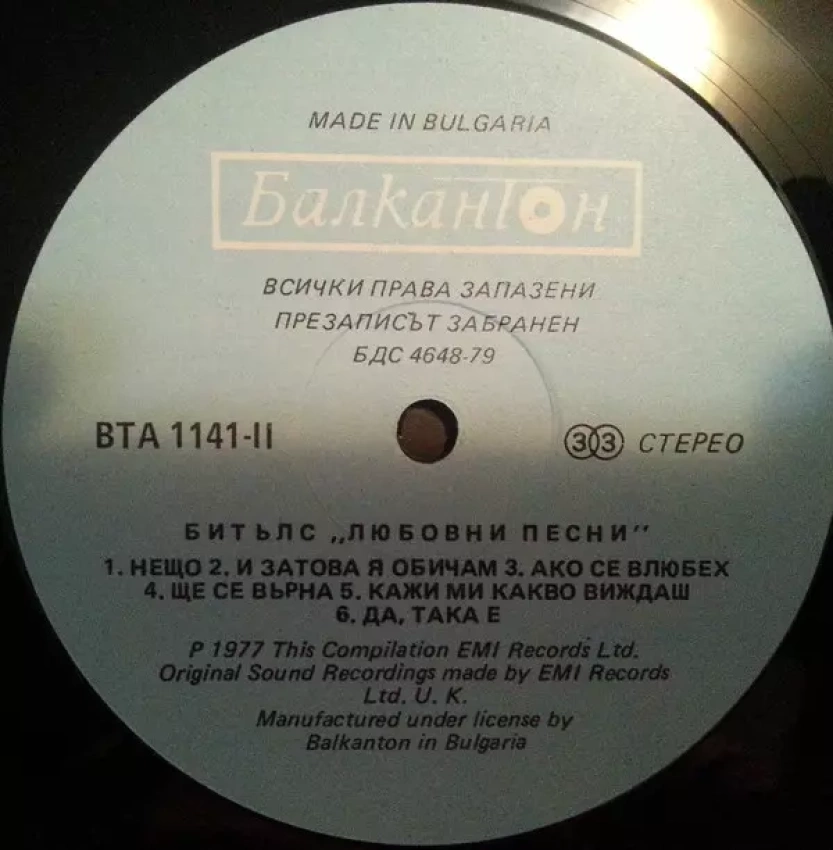 MADE IN BULGARIA
Балкантон
ВСИЧКИ ПРАВА ЗАПАЗЕНИ
ПРЕЗАПИСЪТ ЗАБРАНЕН
БДС 4648-79
ВТА 1141-II
33 СТЕРЕО
БИТЪЛС „ЛЮБОВНИ ПЕСНИ"
1. НЕЩО 2. И ЗАТОВА Я ОБИЧАМ 3. АКО СЕ ВЛЮБЕХ
4. ЩЕ СЕ ВЪРНА 5. КАЖИ МИ КАКВО ВИЖДАШ
6. ДА, ТАКА Е
P 1977 This Compilation EMI Records Ltd.
Original Sound Recordings made by EMI Records
Ltd. U. K.
Manufactured under license by
Balkanton in Bulgaria